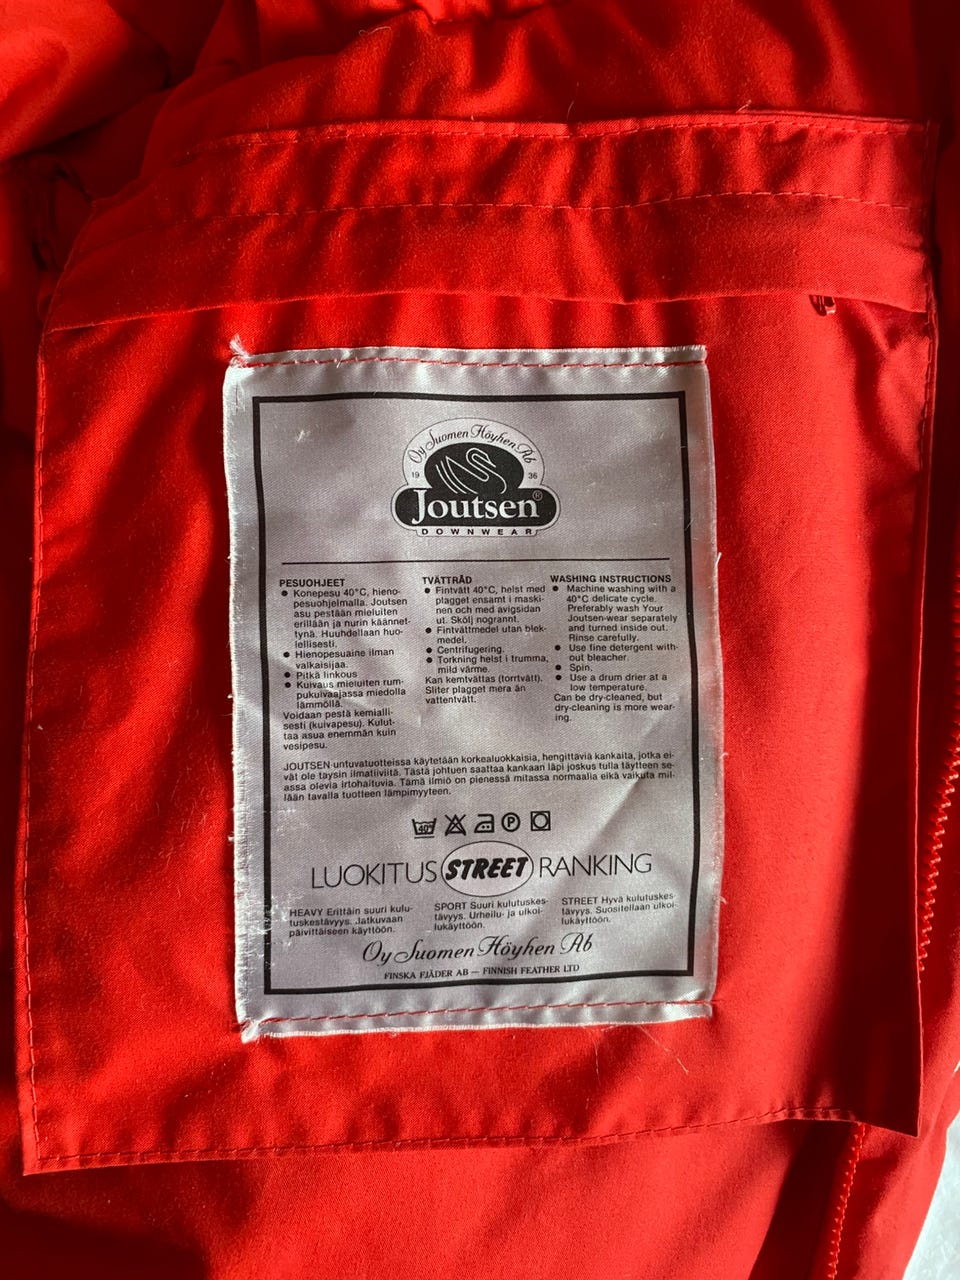 Oy Suomen Höyhen Ab
19 36
Joutsen®
DOWNWEAR
PESUOHJEET
● Konepesu 40°C, hieno-
pesuohjelmalla. Joutsen
asu pestään mieluiten
erillään ja nurin käännet-
tynä. Huuhdellaan huo-
lellisesti.
● Hienopesuaine ilman
valkaisijaa.
● Pitkä linkous
● Kuivaus mieluiten rum-
pukuivaajassa miedolla
lämmöllä.
Voidaan pestä kemialli-
sesti (kuivapesu). Kulut-
taa asua enemmän kuin
vesipesu.
TVÄTTRÅD
● Fintvätt 40°C, helst med
plagget ensamt i maski-
nen och med avigsidan
ut. Skölj nogrannt.
● Fintvättmedel utan blek-
medel.
● Centrifugering.
● Torkning helst i trumma,
mild värme.
Kan kemtvättas (torrtvätt).
Sliter plagget mera än
vattentvätt.
WASHING INSTRUCTIONS
● Machine washing with a
40°C delicate cycle.
Preferably wash Your
Joutsen-wear separately
and turned inside out.
Rinse carefully.
● Use fine detergent with-
out bleacher.
● Spin.
● Use a drum drier at a
low temperature.
Can be dry-cleaned, but
dry-cleaning is more wear-
ing.
JOUTSEN-untuvatuotteissa käytetään korkealuokkaisia, hengittäviä kankaita, jotka ei-
vät ole täysin ilmatiiviitä. Tästä johtuen saattaa kankaan läpi joskus tulla täytteen se-
assa olevia irtohaituvia. Tämä ilmiö on pienessä mitassa normaalia eikä vaikuta mil-
lään tavalla tuotteen lämpimyyteen.
40° P
LUOKITUS STREET RANKING
HEAVY Erittäin suuri kulu-
tuskestävyys. Jatkuvaan
päivittäiseen käyttöön.
SPORT Suuri kulutuskes-
tävyys. Urheilu- ja ulkoi-
lukäyttöön.
STREET Hyvä kulutuskes-
tävyys. Suositellaan ulkoi-
lukäyttöön.
Oy Suomen Höyhen Ab
FINSKA FJÄDER AB — FINNISH FEATHER LTD